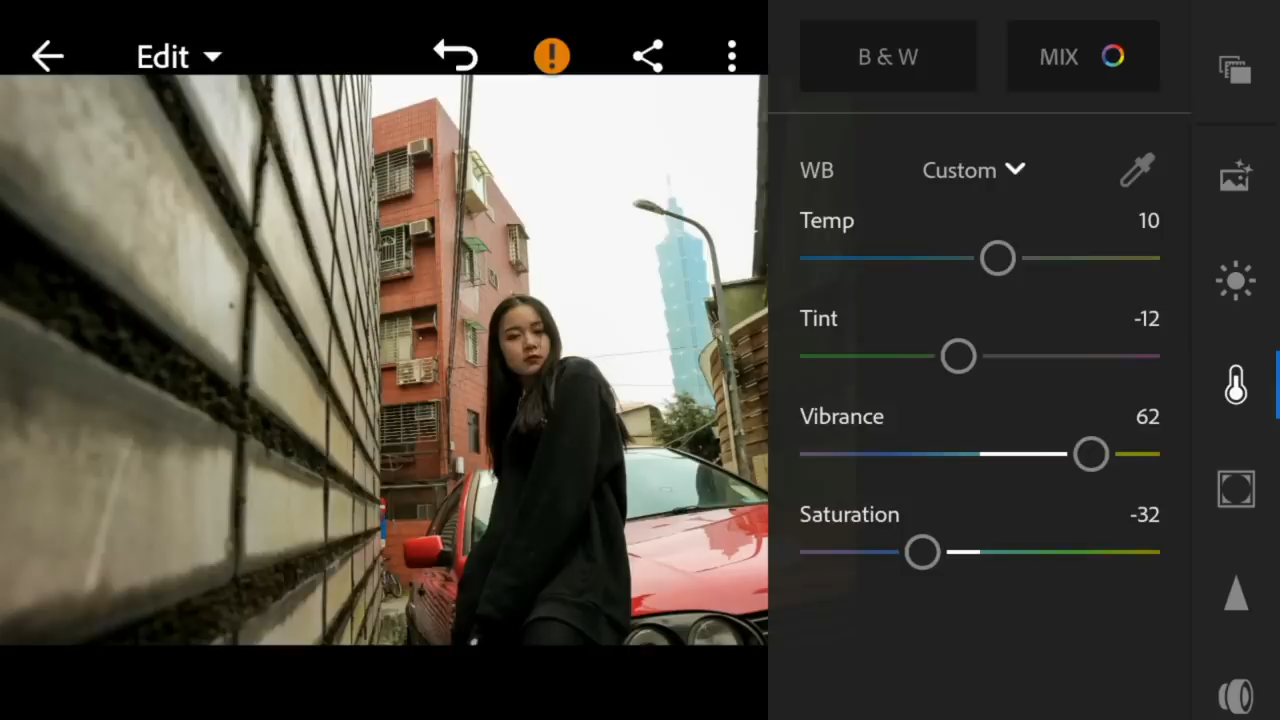 Edit
B & W
MIX
WB
Custom
Temp
10
Tint
-12
Vibrance
62
Saturation
-32